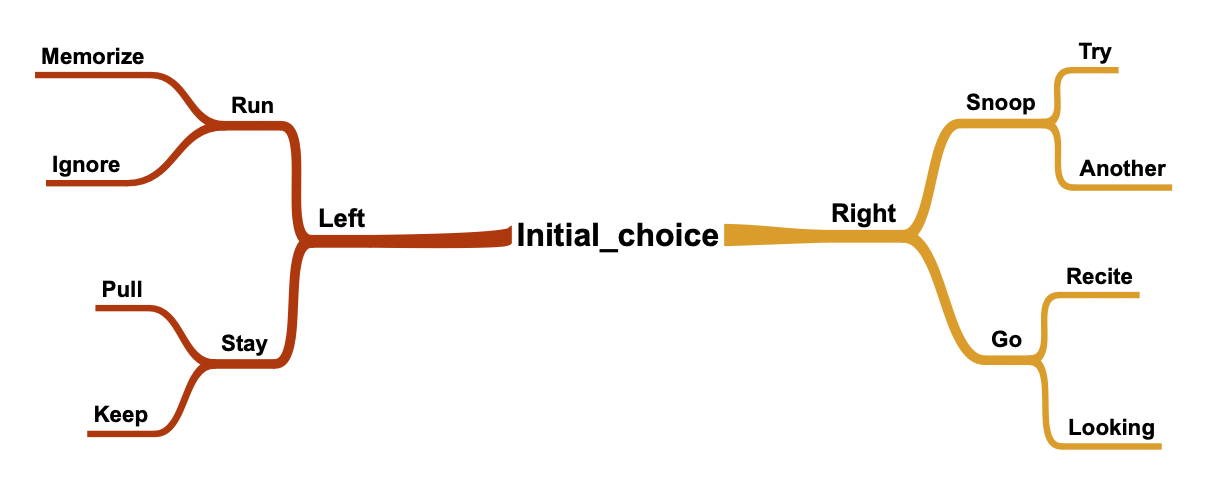 Initial_choice
Left
Run
Memorize
Ignore
Stay
Pull
Keep
Right
Snoop
Try
Another
Go
Recite
Looking